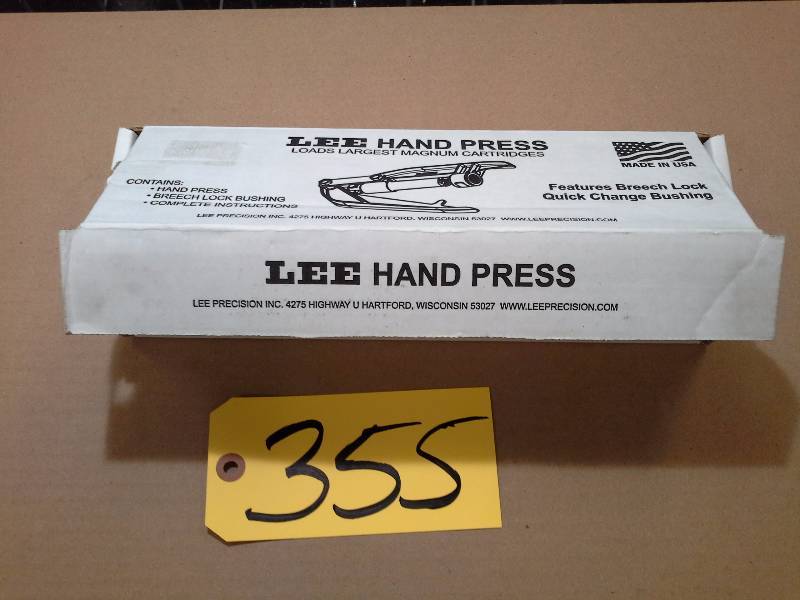 LEE HAND PRESS
LOADS LARGEST MAGNUM CARTRIDGES
MADE IN USA
CONTAINS:
• HAND PRESS
• BREECH LOCK BUSHING
• COMPLETE INSTRUCTIONS
Features Breech Lock
Quick Change Bushing
LEE PRECISION INC. 4275 HIGHWAY U HARTFORD, WISCONSIN 53027 WWW.LEEPRECISION.COM
LEE HAND PRESS
LEE PRECISION INC. 4275 HIGHWAY U HARTFORD, WISCONSIN 53027 WWW.LEEPRECISION.COM
355